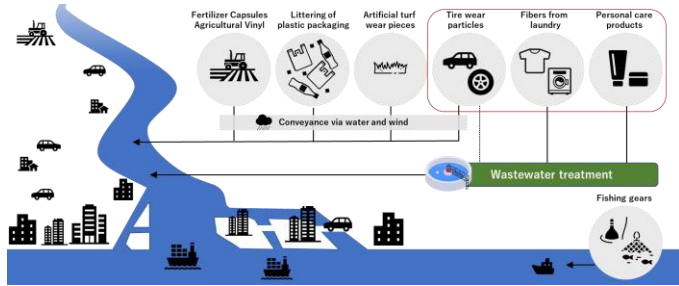 Fertilizer Capsules
Agricultural Vinyl
Littering of
plastic packaging
Artificial turf
wear pieces
Tire wear
particles
Fibers from
laundry
Personal care
products
Conveyance via water and wind
Wastewater treatment
Fishing gears